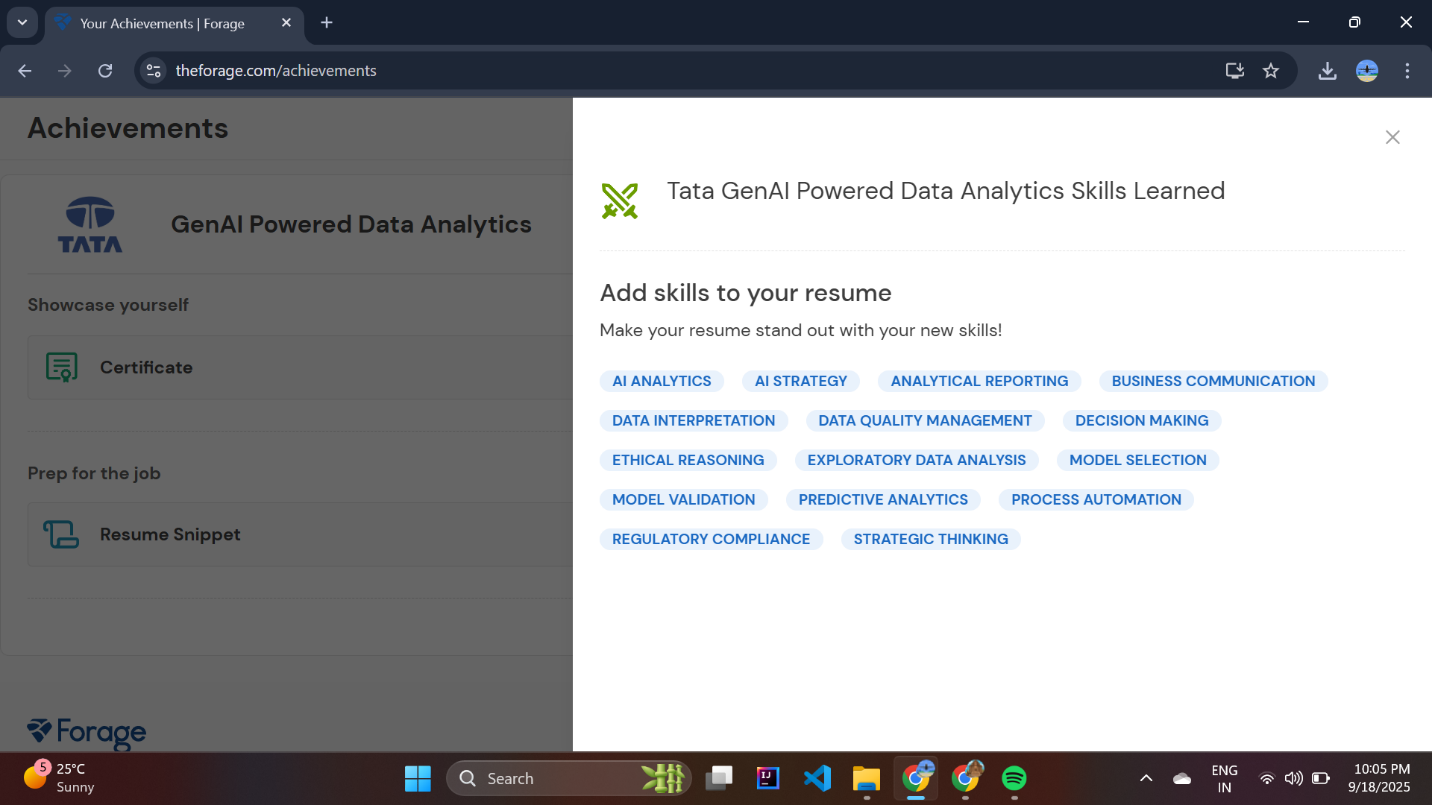 Your Achievements | Forage
theforage.com/achievements
Achievements
TATA
GenAI Powered Data Analytics
Showcase yourself
Certificate
Prep for the job
Resume Snippet
Forage
Tata GenAI Powered Data Analytics Skills Learned
Add skills to your resume
Make your resume stand out with your new skills!
AI ANALYTICS AI STRATEGY ANALYTICAL REPORTING BUSINESS COMMUNICATION
DATA INTERPRETATION DATA QUALITY MANAGEMENT DECISION MAKING
ETHICAL REASONING EXPLORATORY DATA ANALYSIS MODEL SELECTION
MODEL VALIDATION PREDICTIVE ANALYTICS PROCESS AUTOMATION
REGULATORY COMPLIANCE STRATEGIC THINKING
5
25°C
Sunny
Search
IJ
ENG
IN
10:05 PM
9/18/2025